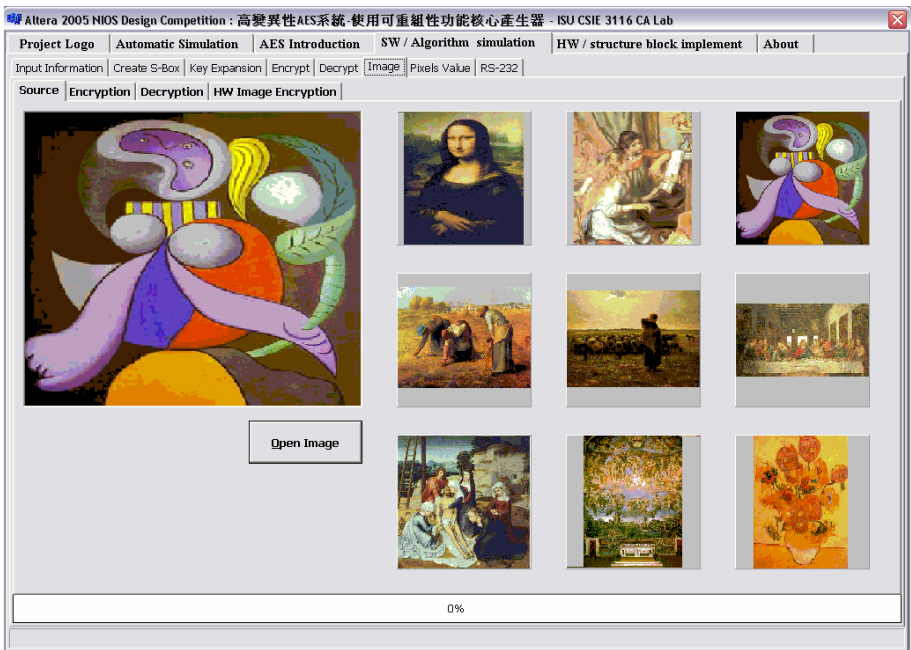 Altera 2005 NIOS Design Competition : 高變異性AES系統-使用可重組性功能核心產生器 - ISU CSIE 3116 CA Lab
Project Logo Automatic Simulation AES Introduction SW / Algorithm simulation HW / structure block implement About
Input Information Create S-Box Key Expansion Encrypt Decrypt Image Pixels Value RS-232
Source Encryption Decryption HW Image Encryption
Open Image
0%